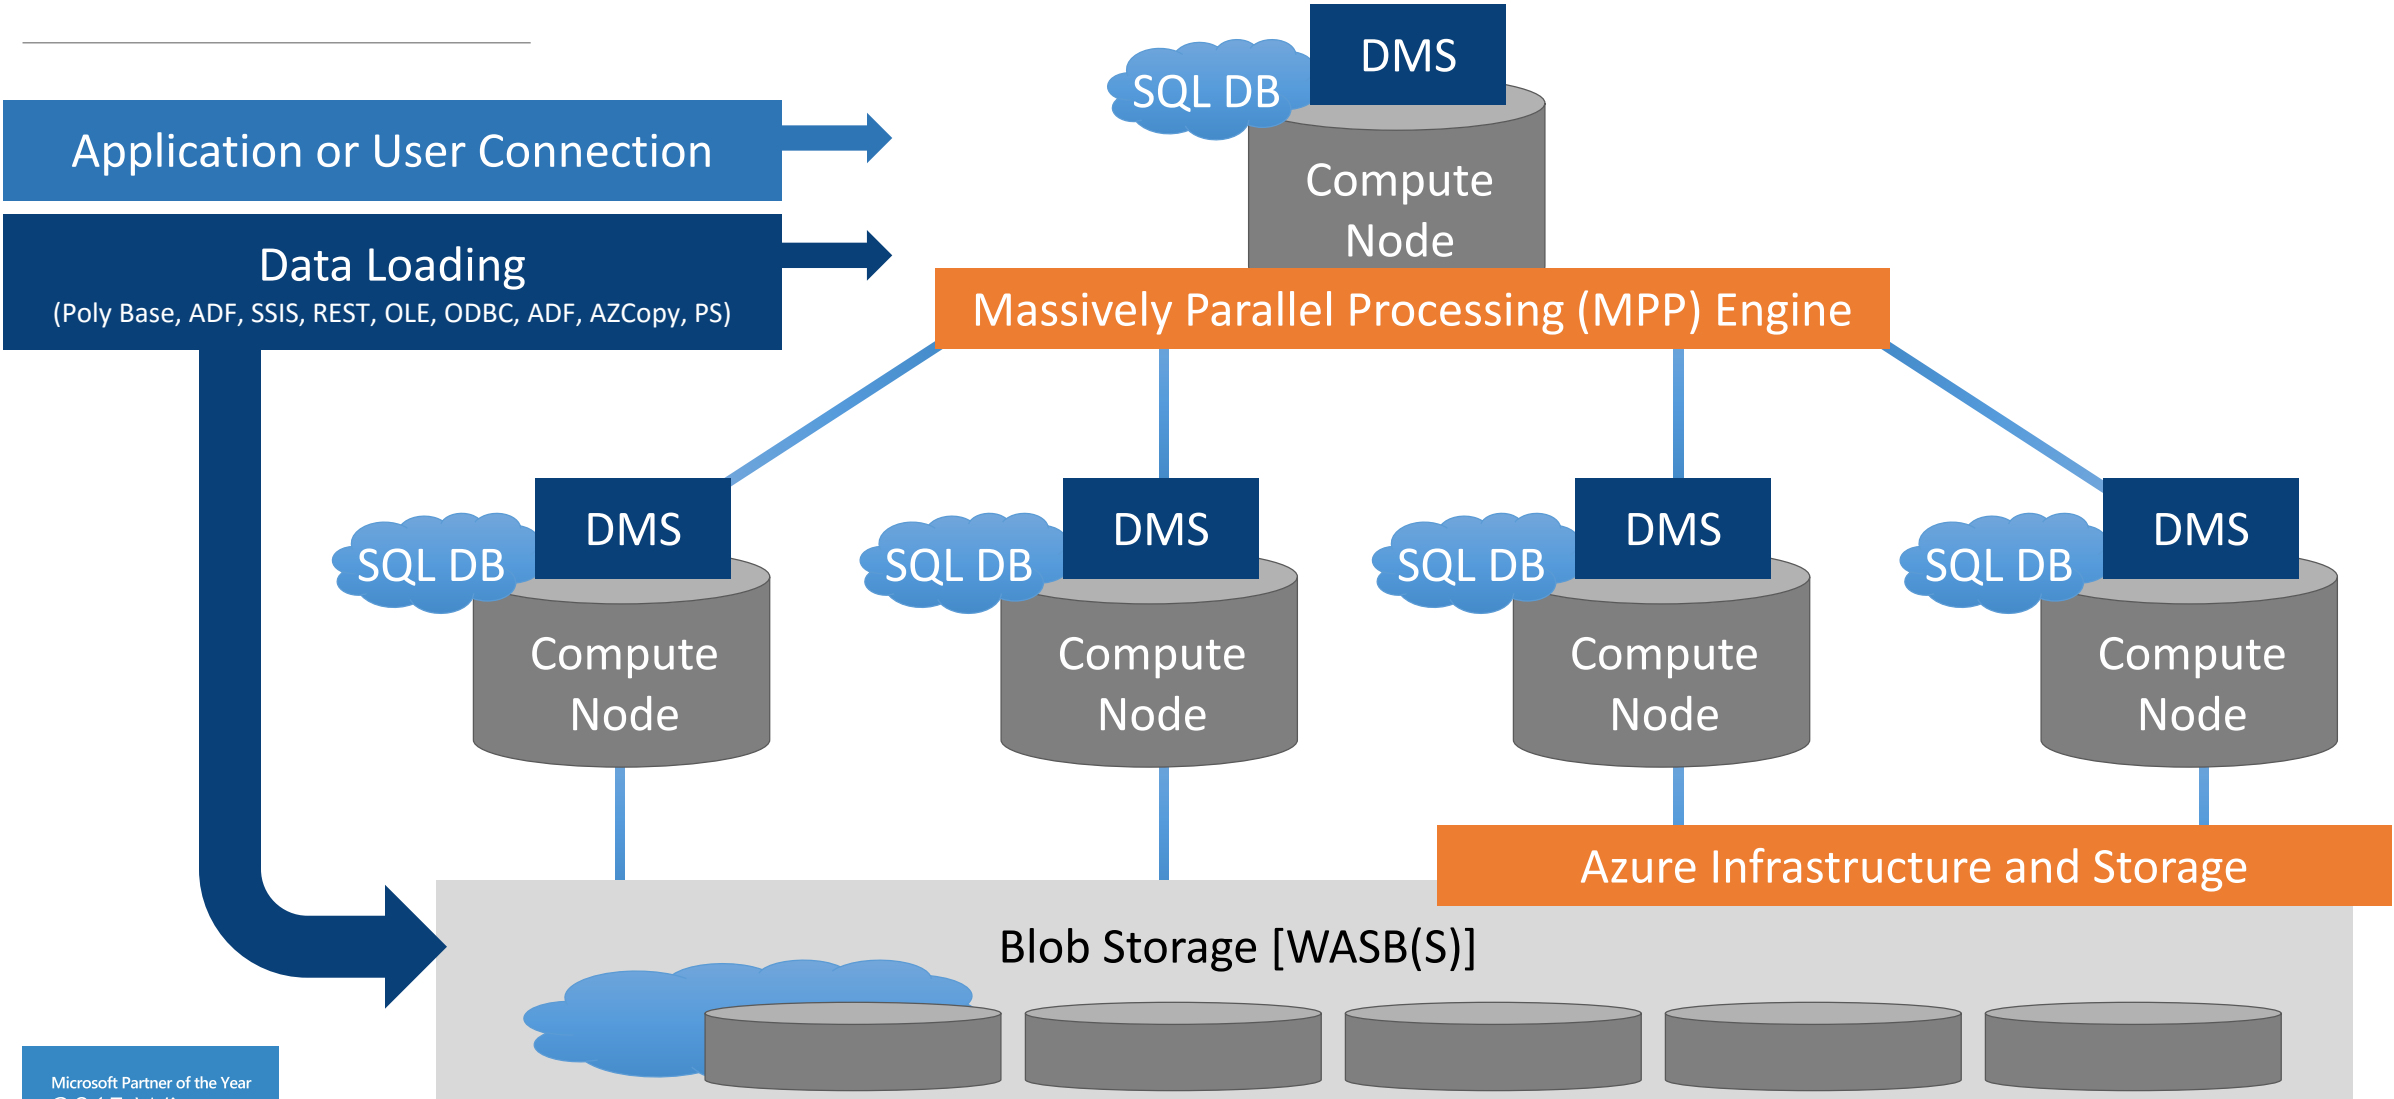 DMS
SQL DB
Compute
Node
Application or User Connection
Data Loading
(Poly Base, ADF, SSIS, REST, OLE, ODBC, ADF, AZCopy, PS)
Massively Parallel Processing (MPP) Engine
DMS
SQL DB
Compute
Node
DMS
SQL DB
Compute
Node
DMS
SQL DB
Compute
Node
DMS
SQL DB
Compute
Node
Azure Infrastructure and Storage
Blob Storage [WASB(S)]
Microsoft Partner of the Year